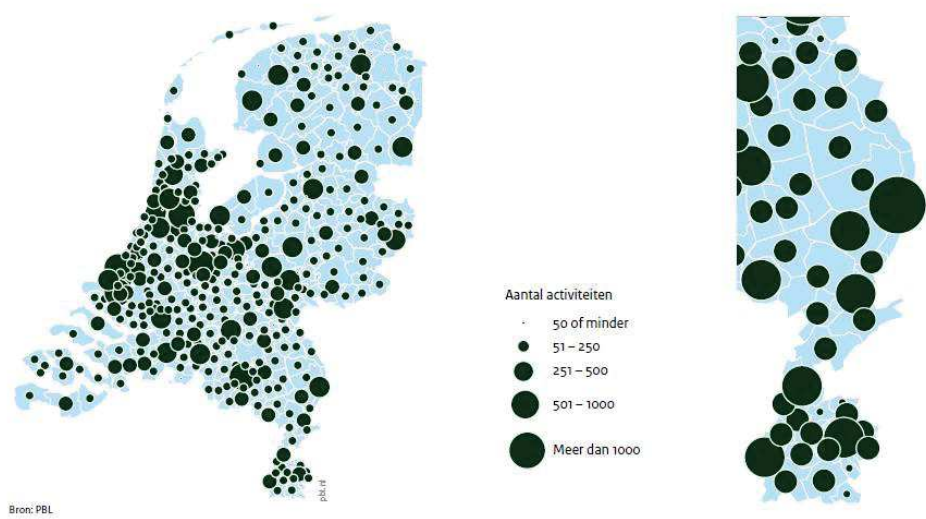 Aantal activiteiten
50 of minder
51 – 250
251 – 500
501 – 1000
Meer dan 1000
pbl.nl
Bron: PBL